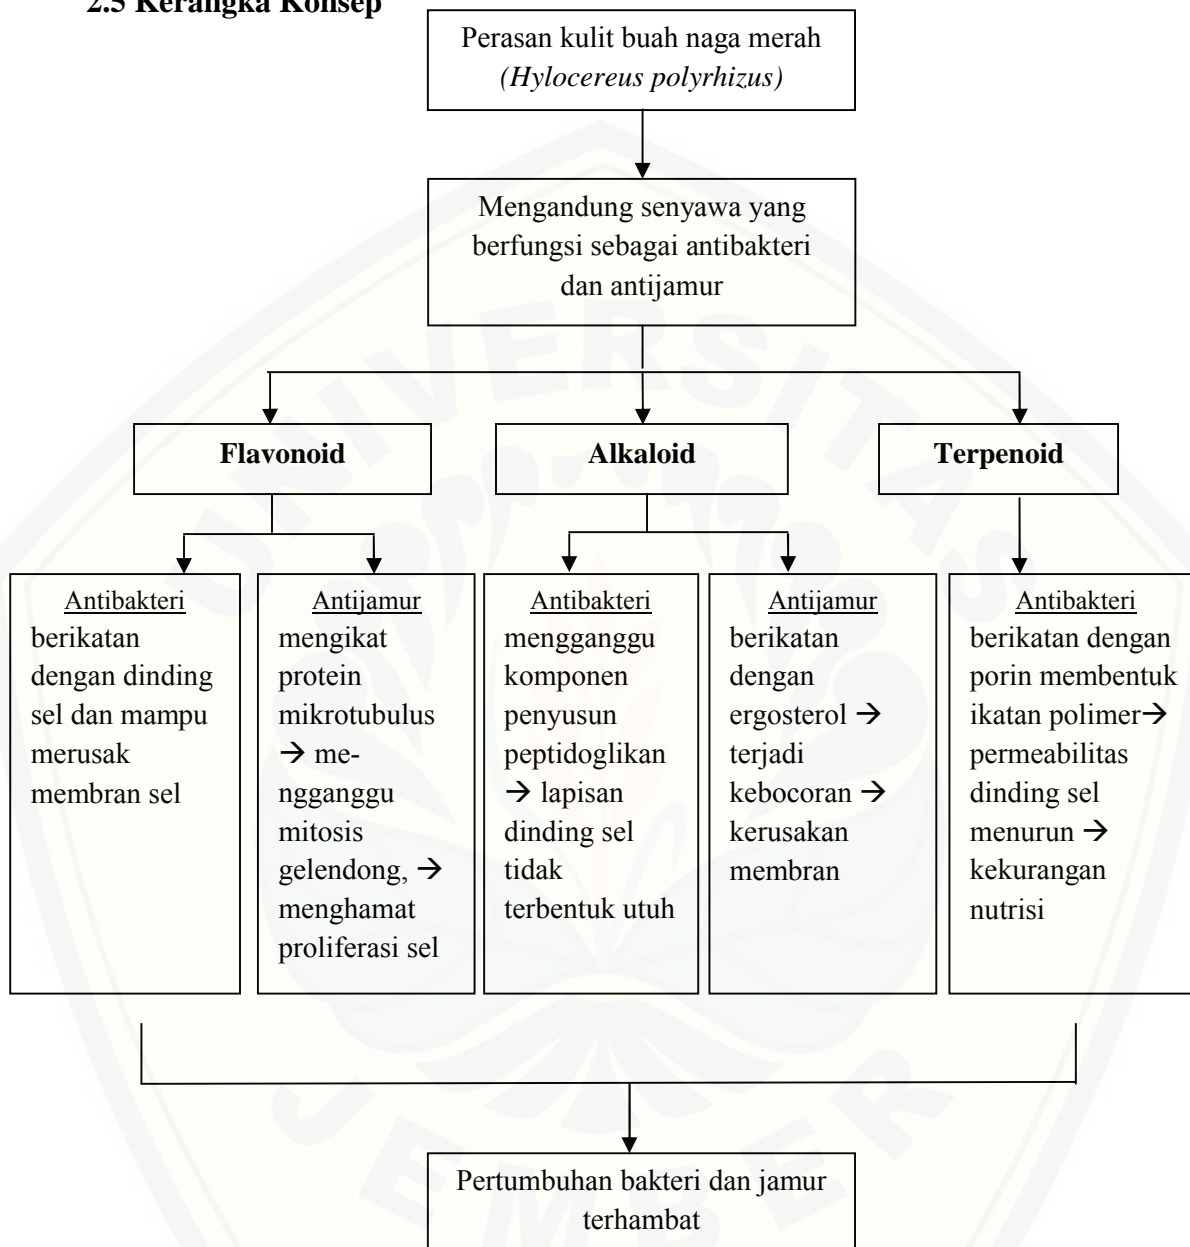 2.5 Kerangka Konsep
Perasan kulit buah naga merah
(Hylocereus polyrhizus)
Mengandung senyawa yang
berfungsi sebagai antibakteri
dan antijamur
Flavonoid
Alkaloid
Terpenoid
Antibakteri
berikatan
dengan dinding
sel dan mampu
merusak
membran sel
Antijamur
mengikat
protein
mikrotubulus
→ me-
ngganggu
mitosis
gelendong, →
menghamat
proliferasi sel
Antibakteri
mengganggu
komponen
penyusun
peptidoglikan
→ lapisan
dinding sel
tidak
terbentuk utuh
Antijamur
berikatan
dengan
ergosterol →
terjadi
kebocoran →
kerusakan
membran
Antibakteri
berikatan dengan
porin membentuk
ikatan polimer→
permeabilitas
dinding sel
menurun →
kekurangan
nutrisi
Pertumbuhan bakteri dan jamur
terhambat
UNIVERSITAS
JEMBER